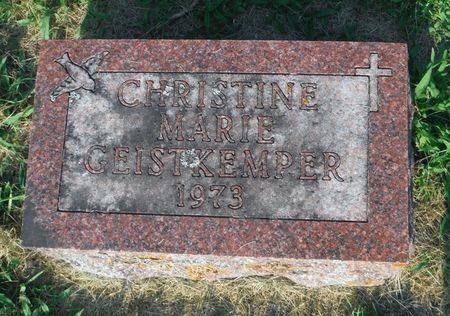 CHRISTINE
MARIE
GEISTKEMPER
1973